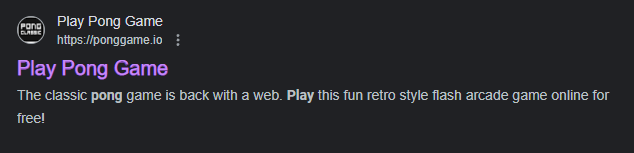 PONG
CLASSIC
Play Pong Game
https://ponggame.io
Play Pong Game
The classic pong game is back with a web. Play this fun retro style flash arcade game online for
free!